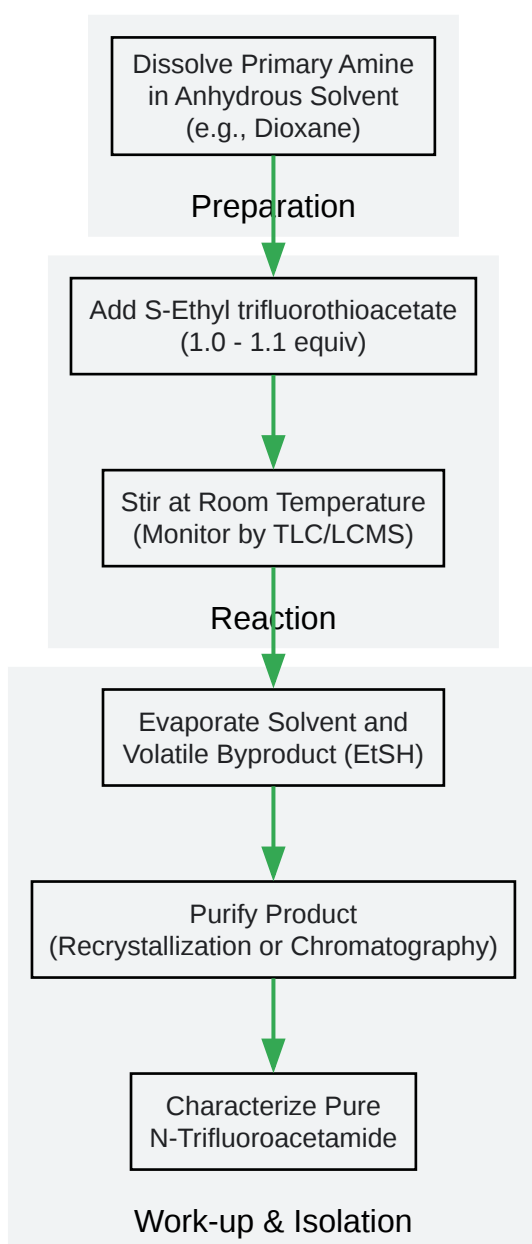 Dissolve Primary Amine
in Anhydrous Solvent
(e.g., Dioxane)
Preparation
Add S-Ethyl trifluorothioacetate
(1.0 - 1.1 equiv)
Stir at Room Temperature
(Monitor by TLC/LCMS)
Reaction
Evaporate Solvent and
Volatile Byproduct (EtSH)
Purify Product
(Recrystallization or Chromatography)
Characterize Pure
N-Trifluoroacetamide
Work-up & Isolation